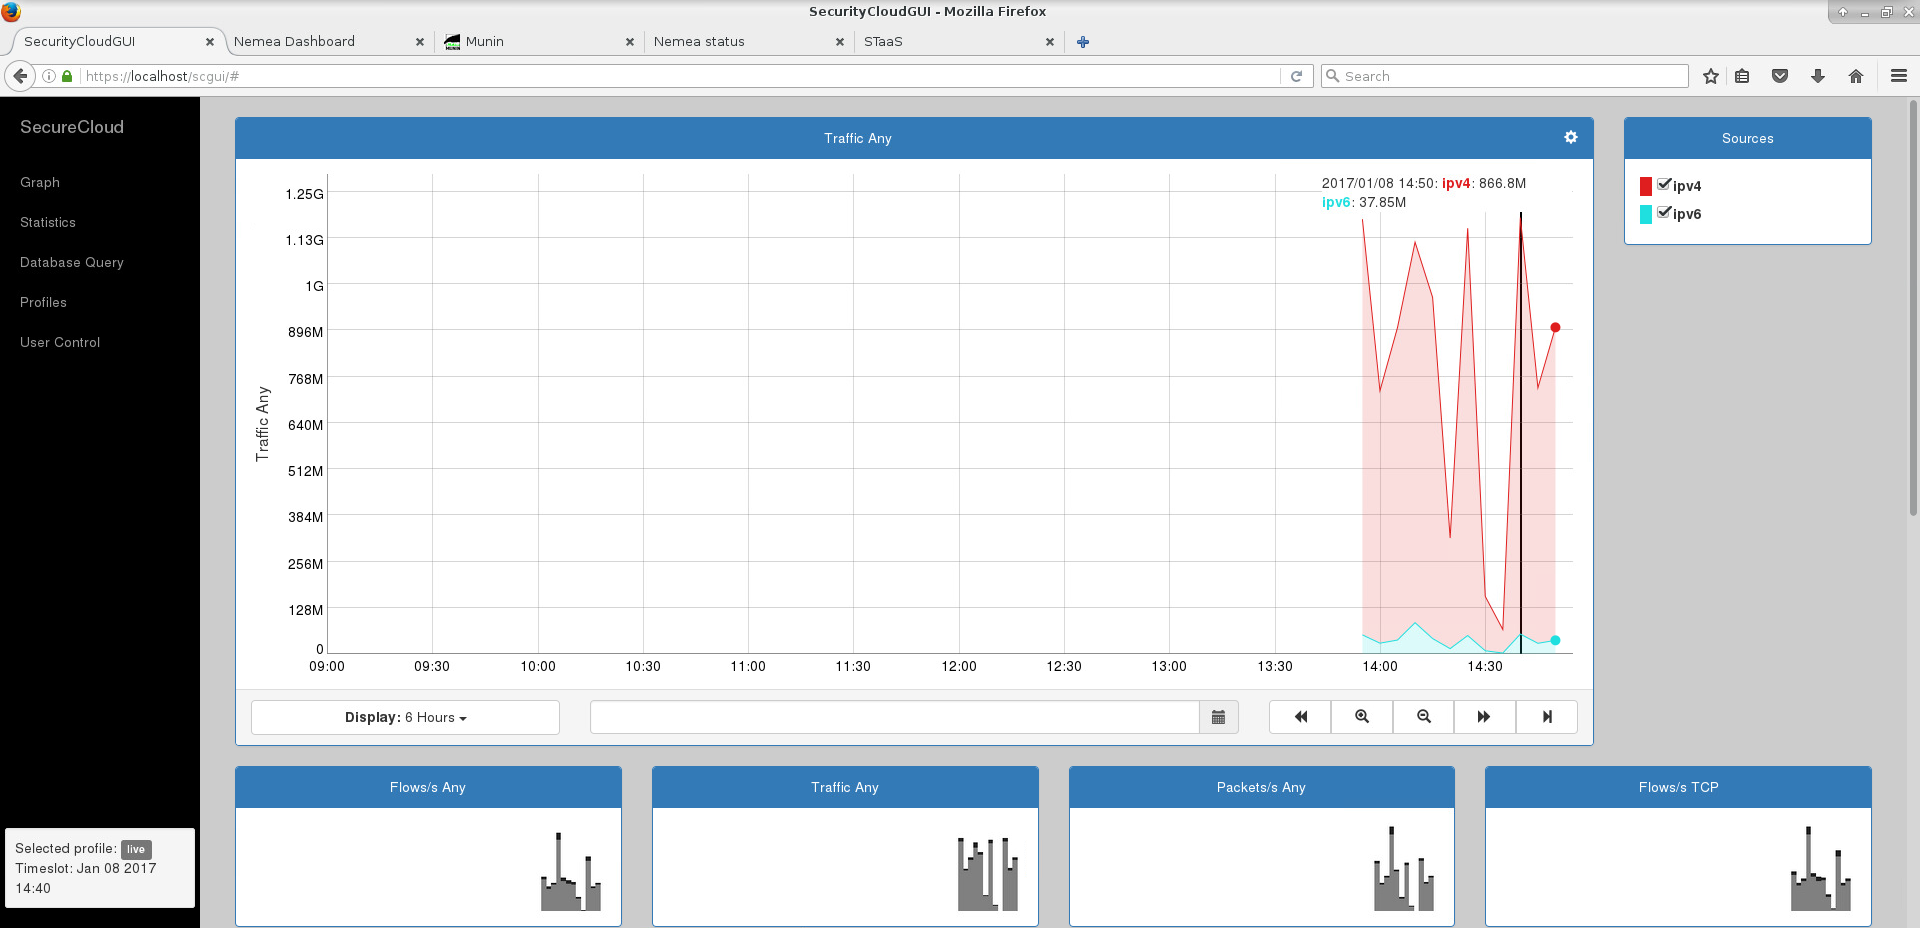 SecurityCloudGUI - Mozilla Firefox
SecurityCloudGUI
Nemea Dashboard
Munin
Nemea status
STaaS
https://localhost/scgui/#
Search
SecureCloud
Graph
Statistics
Database Query
Profiles
User Control
Selected profile: live
Timeslot: Jan 08 2017
14:40
Traffic Any
2017/01/08 14:50: ipv4: 866.8M
ipv6: 37.85M
Traffic Any
1.25G
1.13G
1G
896M
768M
640M
512M
384M
256M
128M
0
09:00 09:30 10:00 10:30 11:00 11:30 12:00 12:30 13:00 13:30 14:00 14:30
Display: 6 Hours
Sources
ipv4
ipv6
Flows/s Any
Traffic Any
Packets/s Any
Flows/s TCP